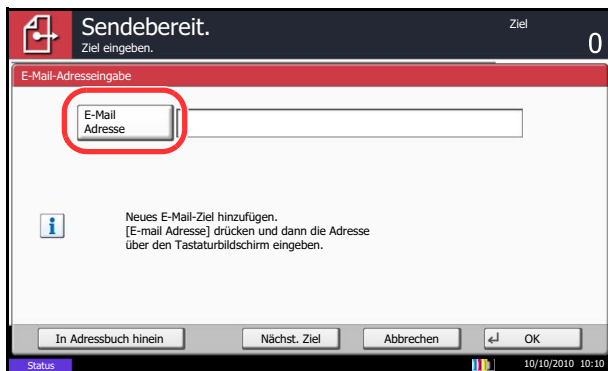 Sendebereit.
Ziel
Ziel eingeben.
0
E-Mail-Adresseingabe
E-Mail
Adresse
Neues E-Mail-Ziel hinzufügen.
[E-mail Adresse] drücken und dann die Adresse
über den Tastaturbildschirm eingeben.
In Adressbuch hinein
Nächst. Ziel
Abbrechen
OK
Status
10/10/2010 10:10